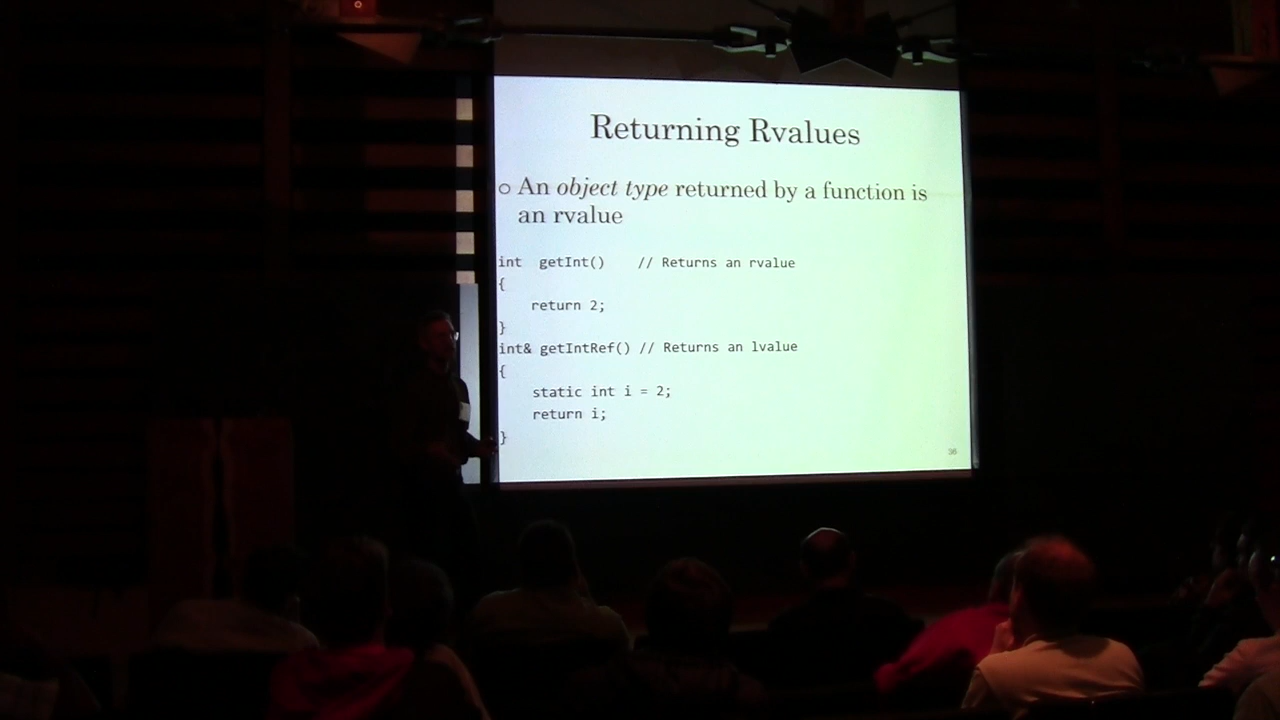 Returning Rvalues
○ An object type returned by a function is
an rvalue
int  getInt()    // Returns an rvalue
{
    return 2;
}
int& getIntRef() // Returns an lvalue
{
    static int i = 2;
    return i;
}
36